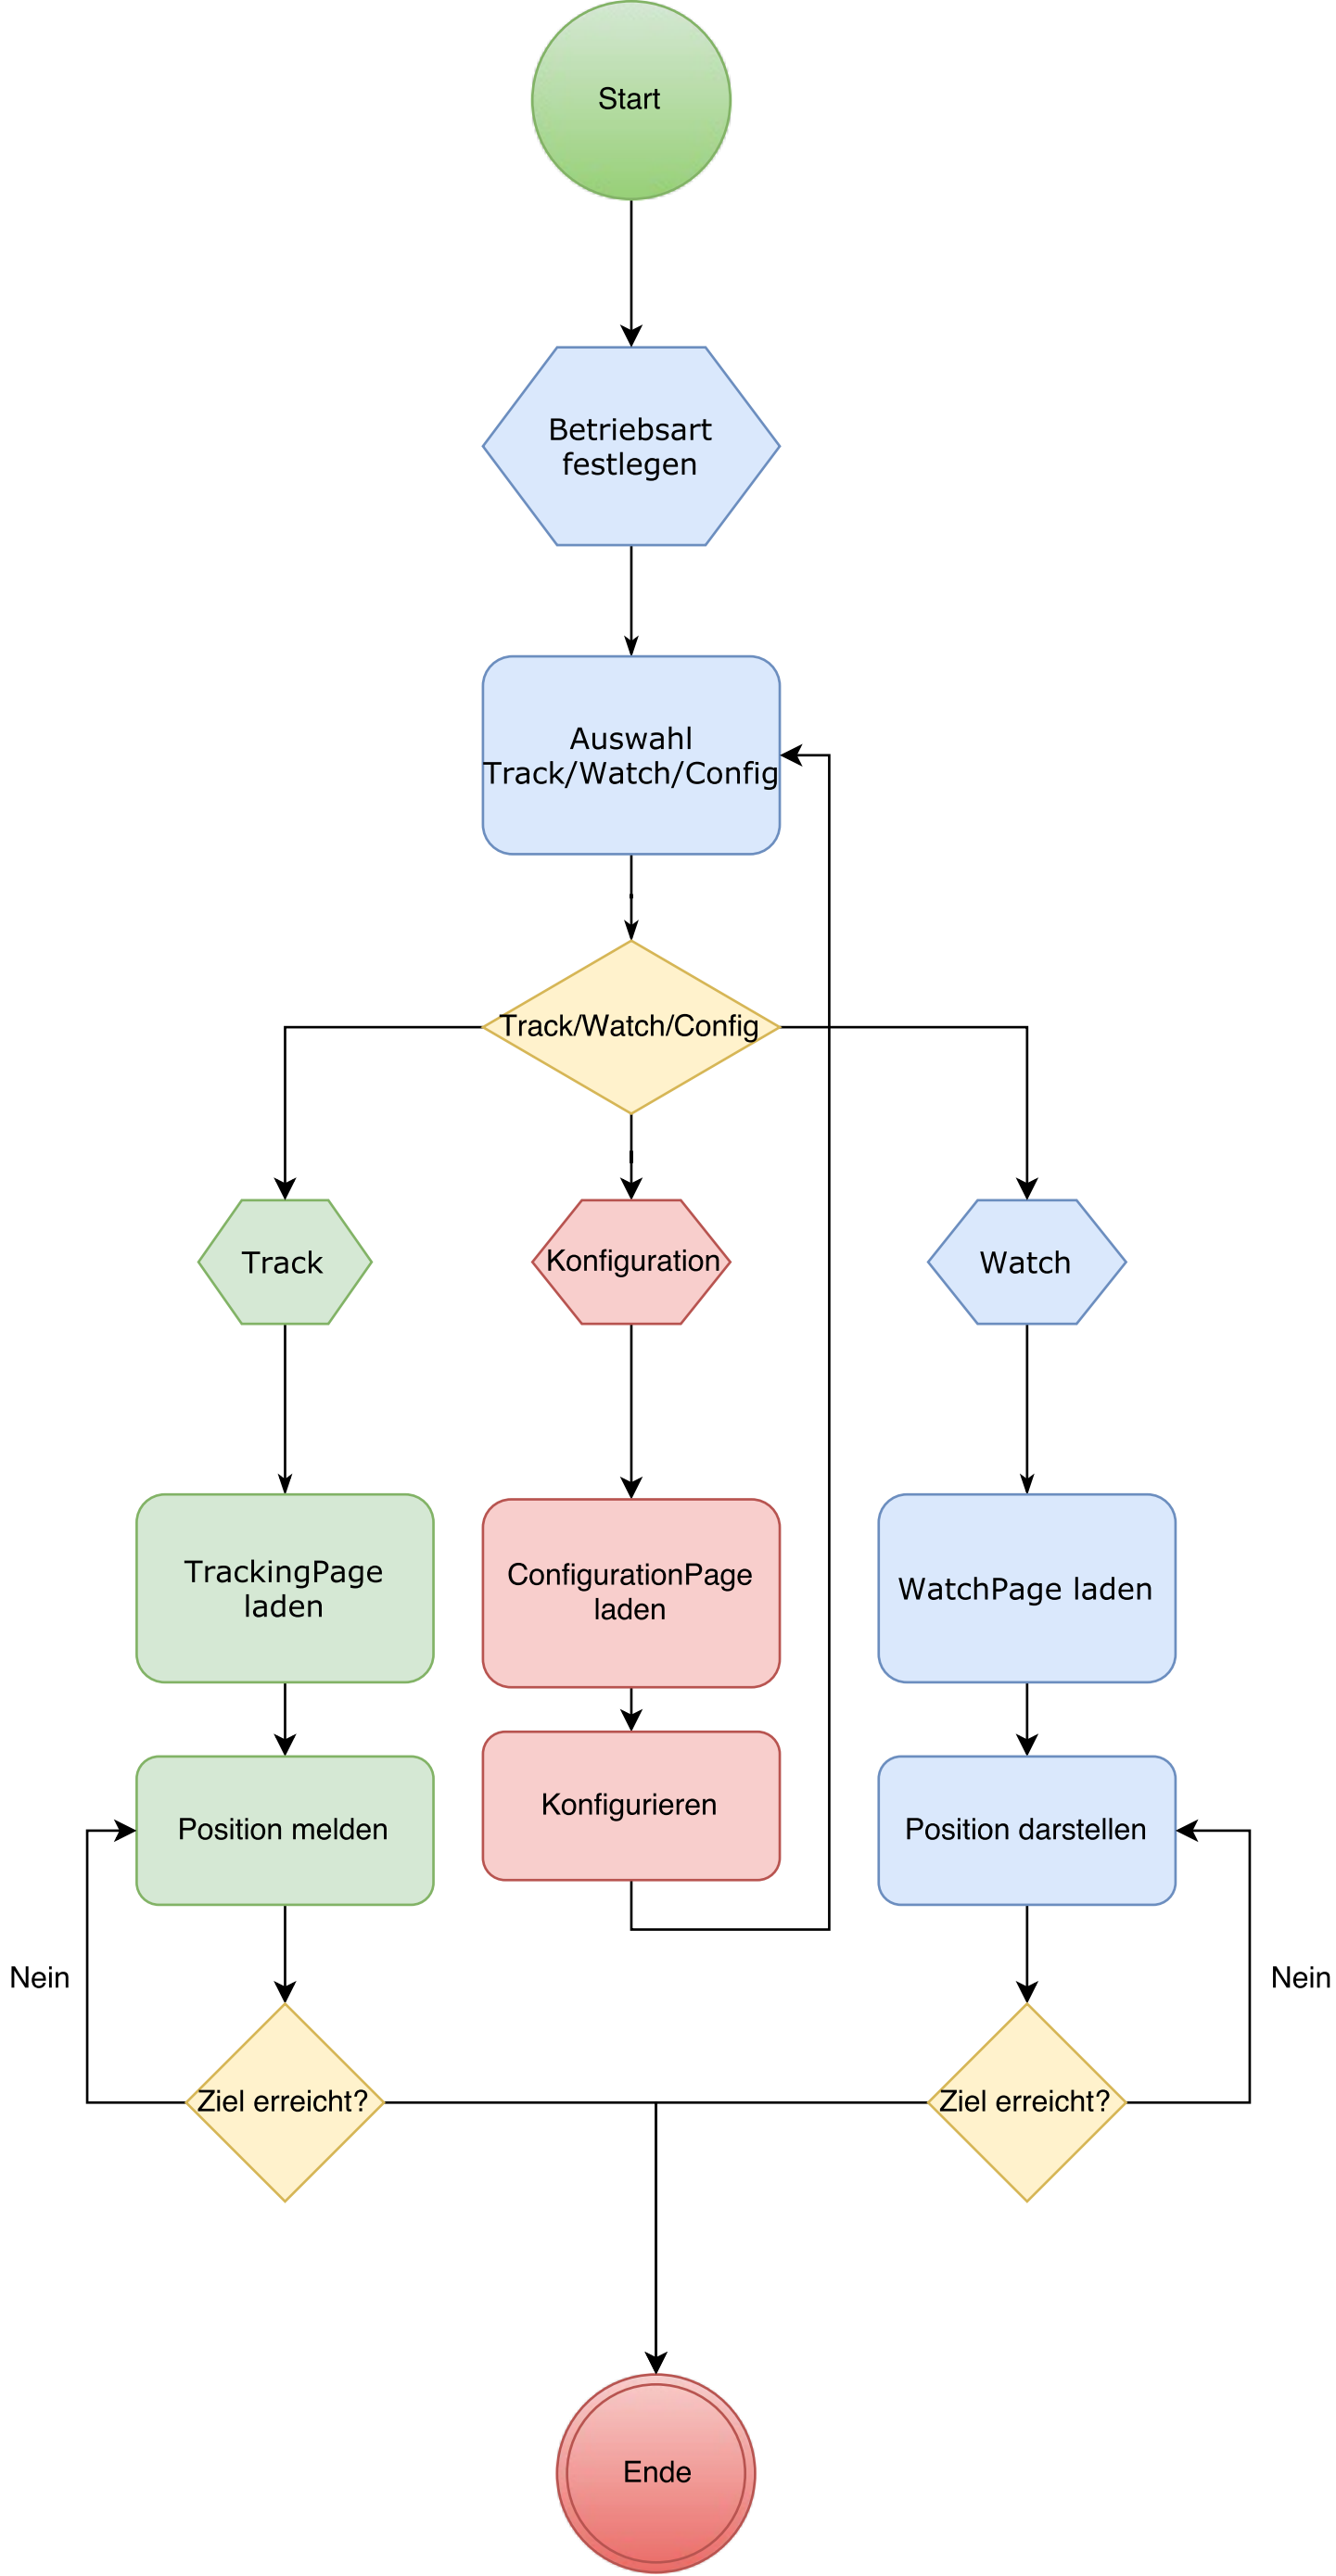 Start
Betriebsart
festlegen
Auswahl
Track/Watch/Config
Track/Watch/Config
Track
Konfiguration
Watch
TrackingPage
laden
ConfigurationPage
laden
WatchPage laden
Position melden
Konfigurieren
Position darstellen
Nein
Nein
Ziel erreicht?
Ziel erreicht?
Ende